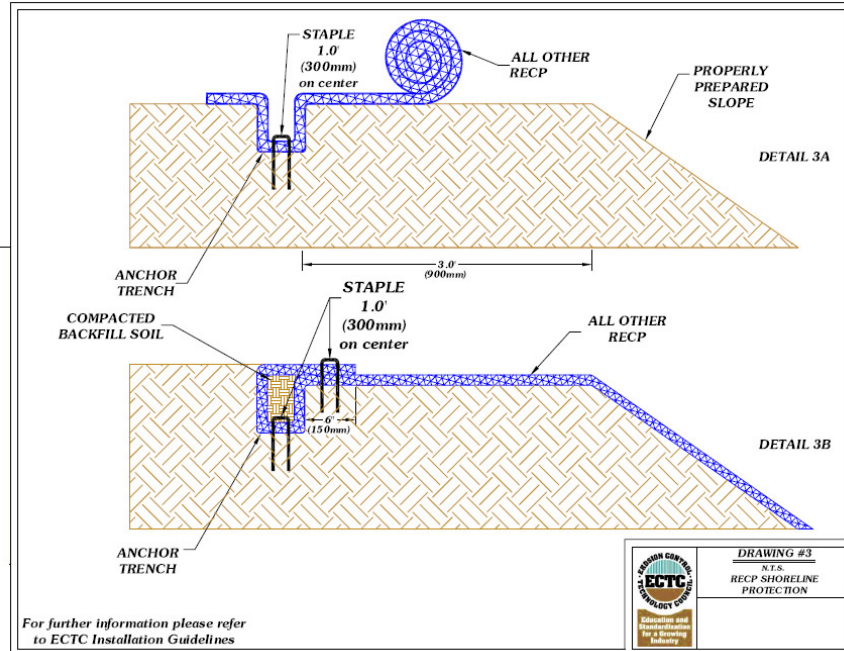 STAPLE
1.0'
(300mm)
on center
ALL OTHER
RECP
PROPERLY
PREPARED
SLOPE
DETAIL 3A
3.0'
(900mm)
ANCHOR
TRENCH
COMPACTED
BACKFILL SOIL
STAPLE
1.0'
(300mm)
on center
ALL OTHER
RECP
6"
(150mm)
DETAIL 3B
ANCHOR
TRENCH
For further information please refer
to ECTC Installation Guidelines
EROSION CONTROL
ECTC
TECHNOLOGY COUNCIL
Education and
Standardization
for a Growing
Industry
DRAWING #3
N.T.S.
RECP SHORELINE
PROTECTION